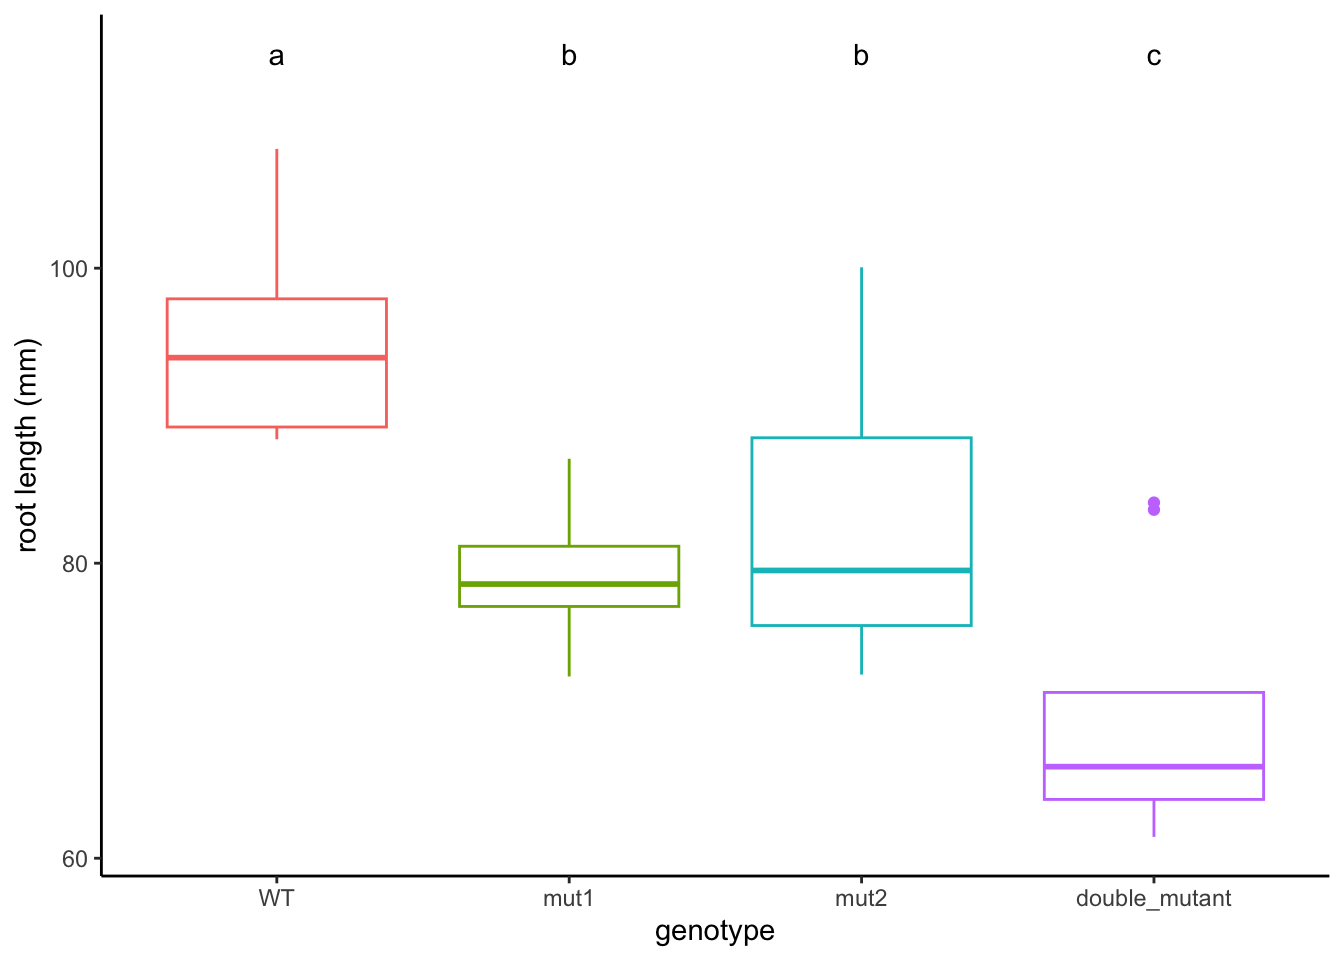 a b b c
100
80
60
root length (mm)
WT mut1 mut2 double_mutant
genotype